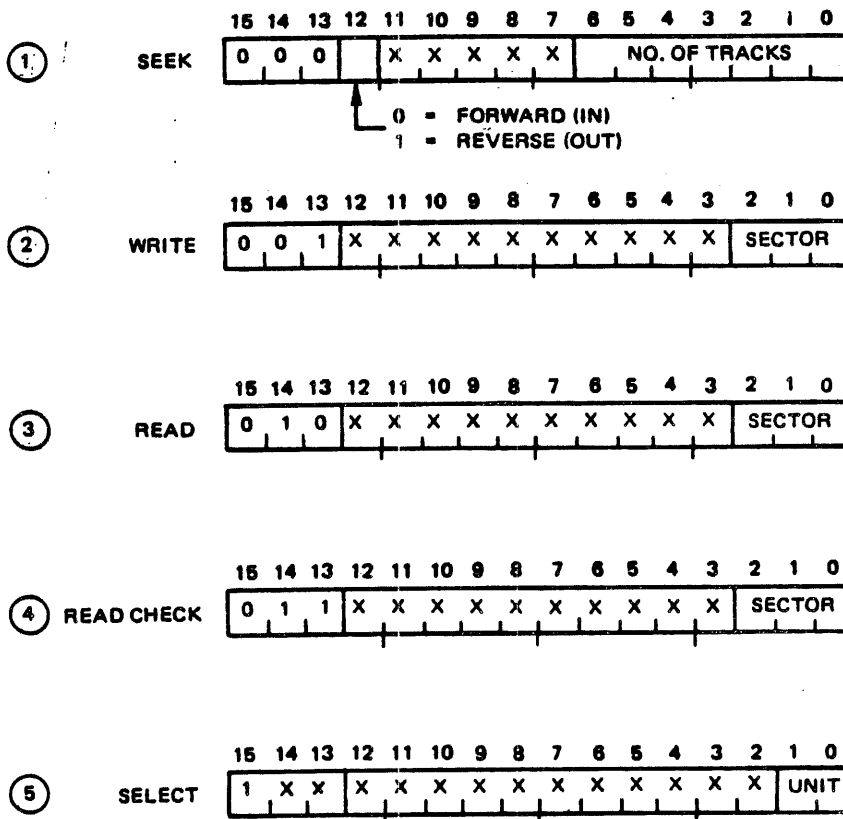 15 14 13 12 11 10 9 8 7 6 5 4 3 2 1 0
1 SEEK 0 0 0 X X X X X NO. OF TRACKS
0 = FORWARD (IN)
1 = REVERSE (OUT)
15 14 13 12 11 10 9 8 7 6 5 4 3 2 1 0
2 WRITE 0 0 1 X X X X X X X X X X SECTOR
15 14 13 12 11 10 9 8 7 6 5 4 3 2 1 0
3 READ 0 1 0 X X X X X X X X X X SECTOR
15 14 13 12 11 10 9 8 7 6 5 4 3 2 1 0
4 READ CHECK 0 1 1 X X X X X X X X X X SECTOR
15 14 13 12 11 10 9 8 7 6 5 4 3 2 1 0
5 SELECT 1 X X X X X X X X X X X X X UNIT